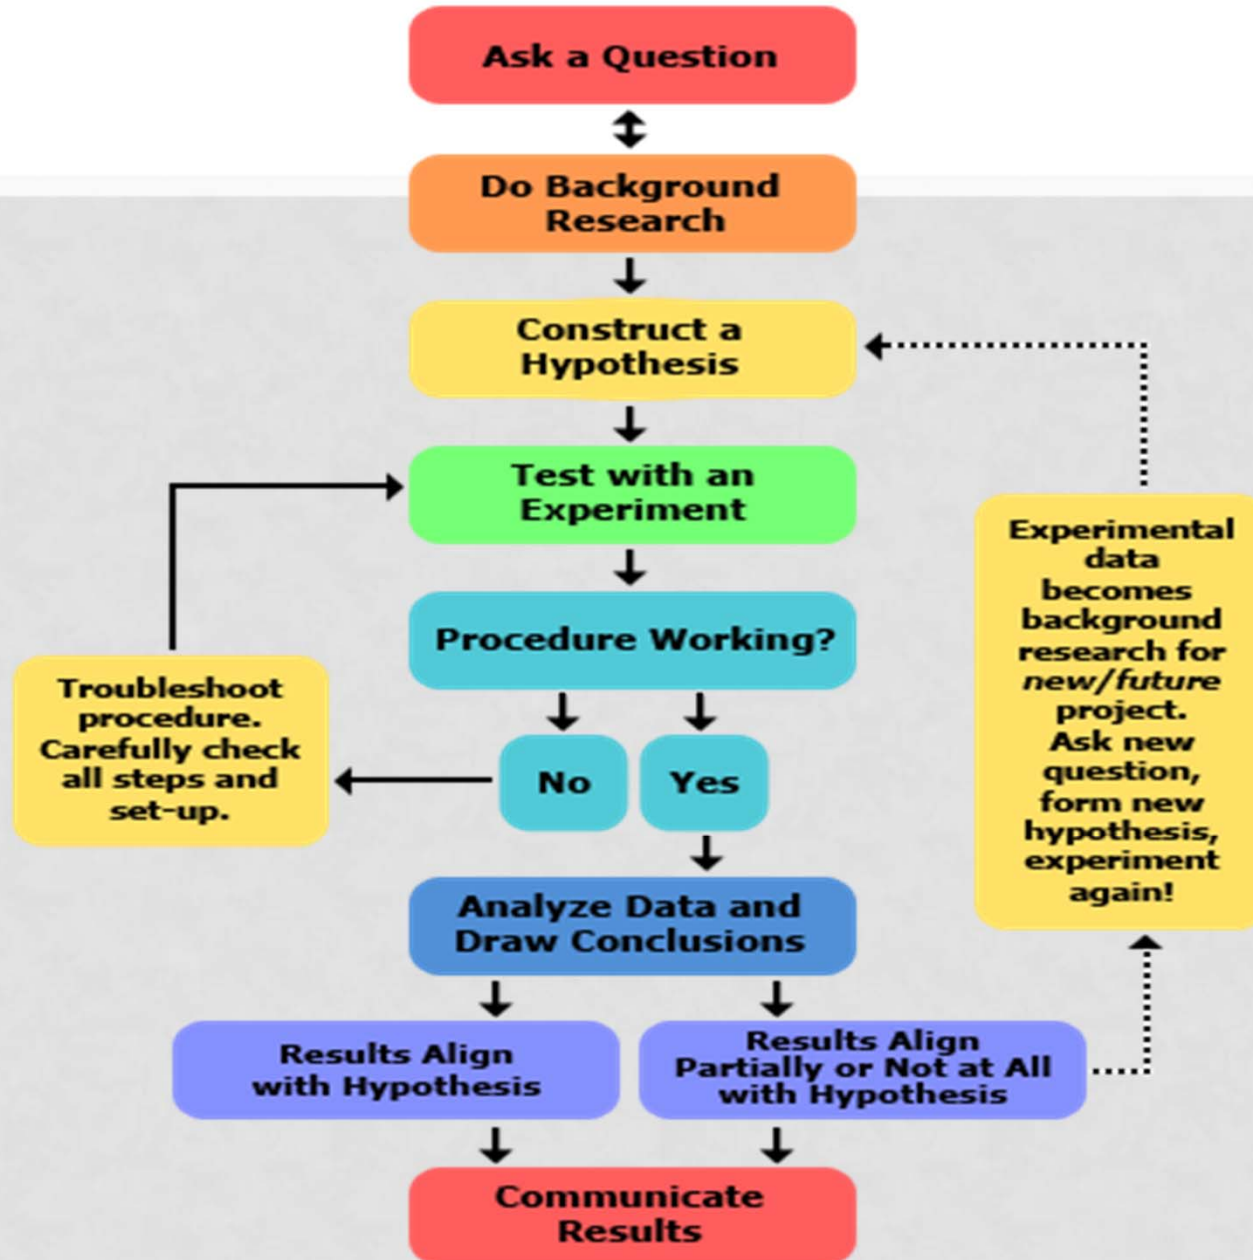 Ask a Question
Do Background
Research
Construct a
Hypothesis
Test with an
Experiment
Procedure Working?
No
Yes
Troubleshoot
procedure.
Carefully check
all steps and
set-up.
Analyze Data and
Draw Conclusions
Results Align
with Hypothesis
Results Align
Partially or Not at All
with Hypothesis
Experimental
data
becomes
background
research for
new/future
project.
Ask new
question,
form new
hypothesis,
experiment
again!
Communicate
Results